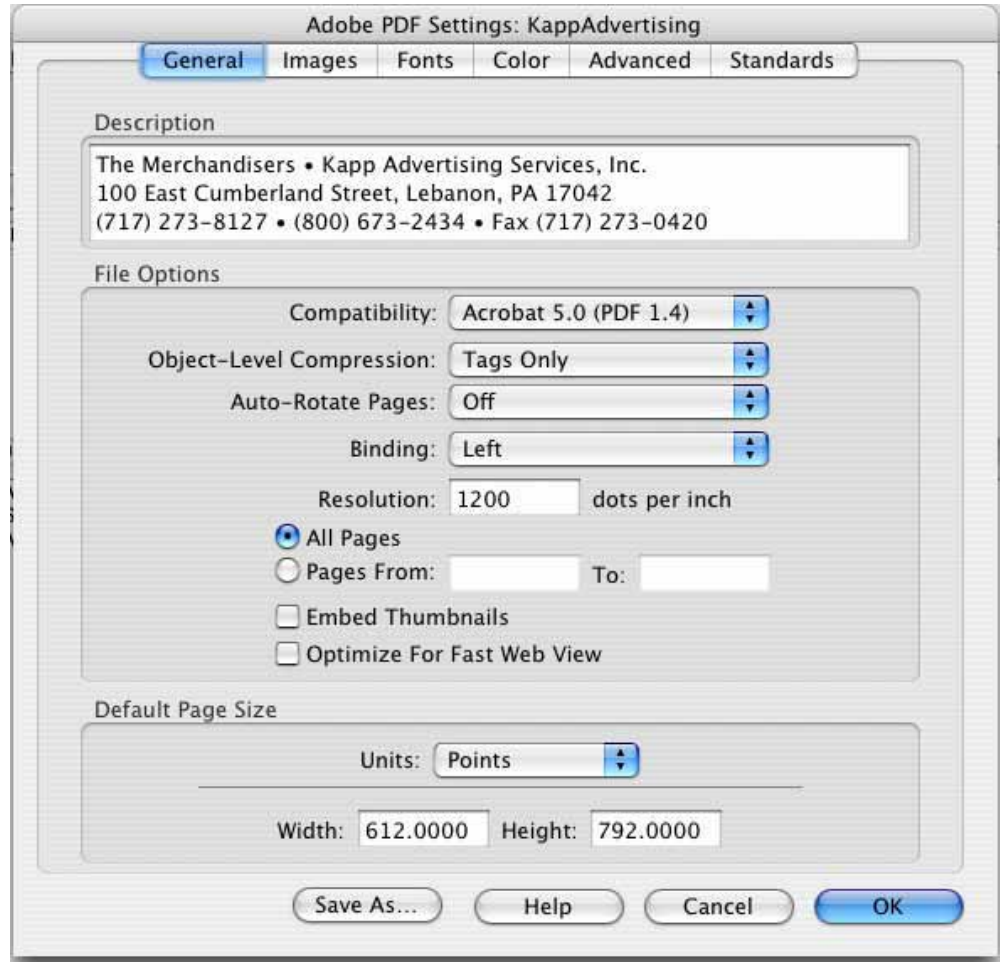 Adobe PDF Settings: KappAdvertising
General Images Fonts Color Advanced Standards
Description
The Merchandisers • Kapp Advertising Services, Inc.
100 East Cumberland Street, Lebanon, PA 17042
(717) 273-8127 • (800) 673-2434 • Fax (717) 273-0420
File Options
Compatibility: Acrobat 5.0 (PDF 1.4)
Object-Level Compression: Tags Only
Auto-Rotate Pages: Off
Binding: Left
Resolution: 1200 dots per inch
All Pages
Pages From: To:
Embed Thumbnails
Optimize For Fast Web View
Default Page Size
Units: Points
Width: 612.0000 Height: 792.0000
Save As... Help Cancel OK